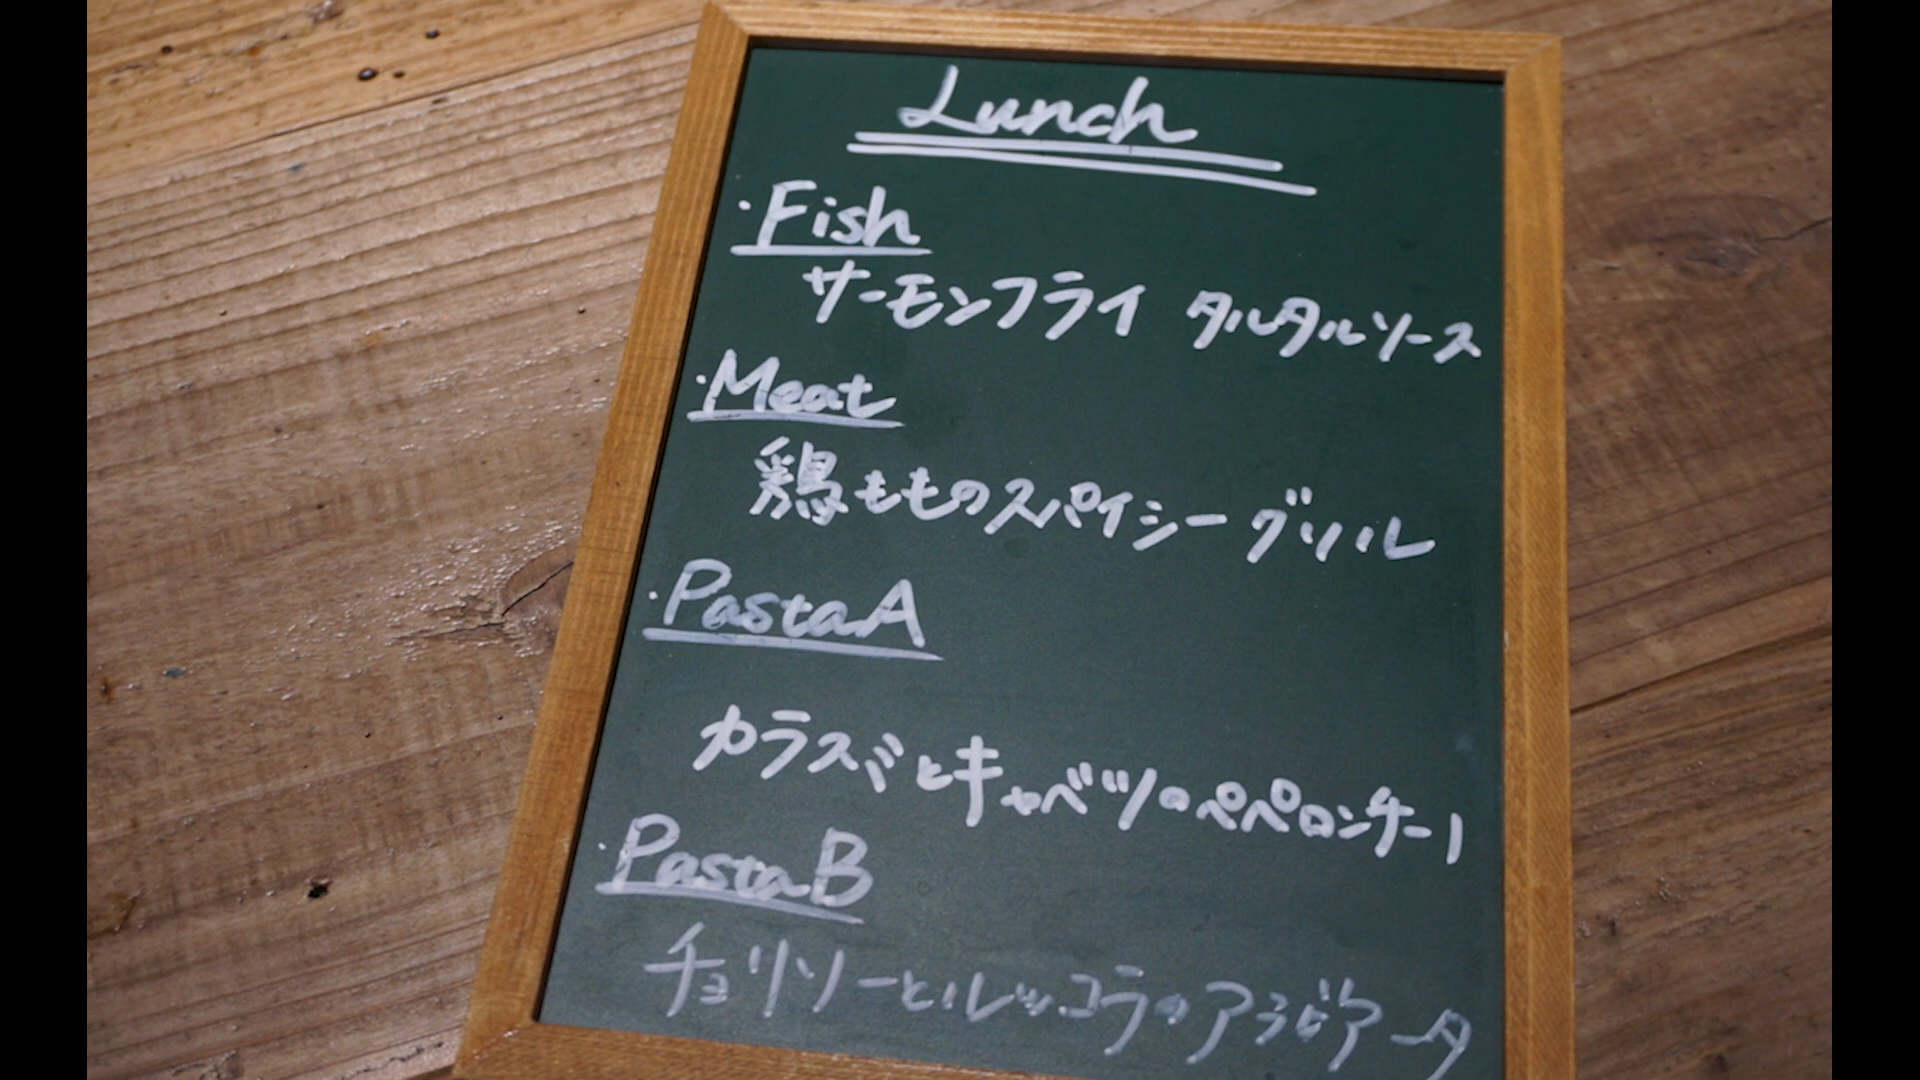 Lunch
・Fish
サーモンフライ タルタルソース
・Meat
鶏もものスパイシーグリル
・PastaA
カラスミとキャベツのペペロンチーノ
・PastaB
チョリソーとルッコラのアラビアータ